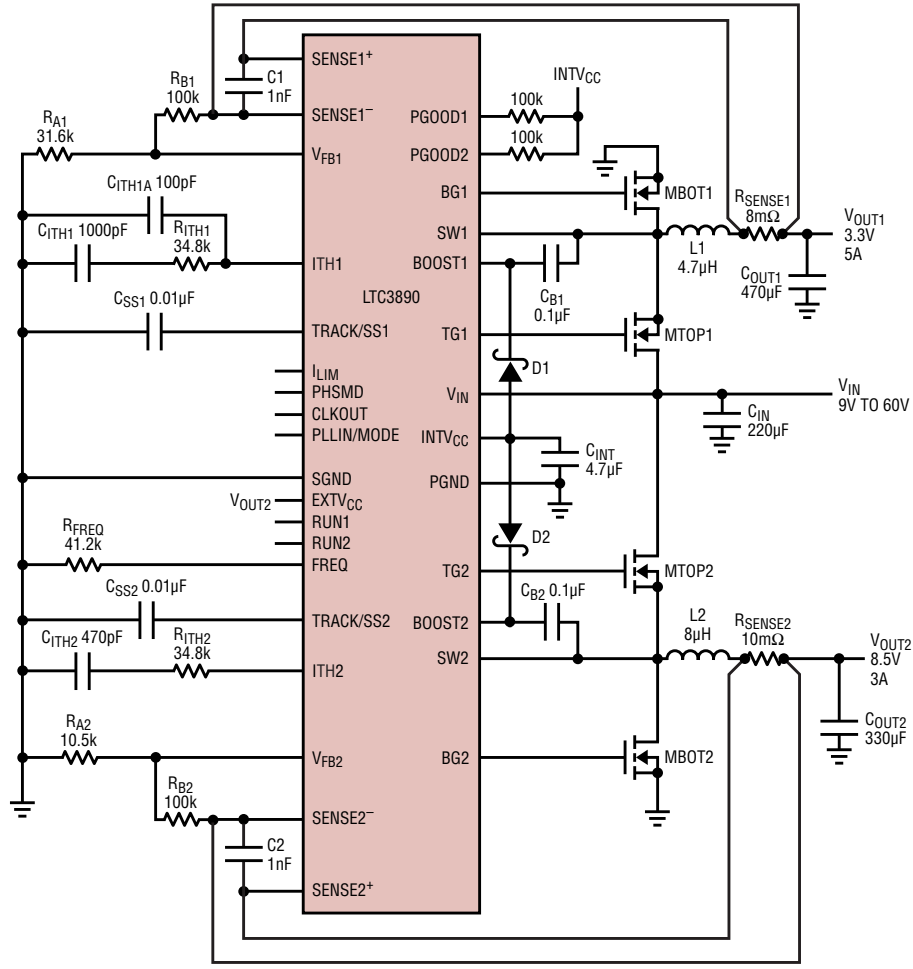 SENSE1+
C1
1nF
RB1
100k
SENSE1−
RA1
31.6k
VFB1
CITH1A 100pF
CITH1 1000pF
RITH1
34.8k
ITH1
LTC3890
CSS1 0.01µF
TRACK/SS1
ILIM
PHSMD
CLKOUT
PLLIN/MODE
SGND
VOUT2
EXTVCC
RUN1
RUN2
RFREQ
41.2k
FREQ
CSS2 0.01µF
TRACK/SS2
CITH2 470pF
RITH2
34.8k
ITH2
RA2
10.5k
VFB2
RB2
100k
SENSE2−
C2
1nF
SENSE2+
INTVCC
PGOOD1
100k
PGOOD2
100k
BG1
MBOT1
SW1
L1
4.7µH
RSENSE1
8mΩ
VOUT1
3.3V
5A
COUT1
470µF
BOOST1
CB1
0.1µF
TG1
MTOP1
D1
VIN
VIN
9V TO 60V
CIN
220µF
INTVCC
CINT
4.7µF
PGND
D2
TG2
MTOP2
CB2 0.1µF
BOOST2
SW2
L2
8µH
RSENSE2
10mΩ
VOUT2
8.5V
3A
COUT2
330µF
BG2
MBOT2